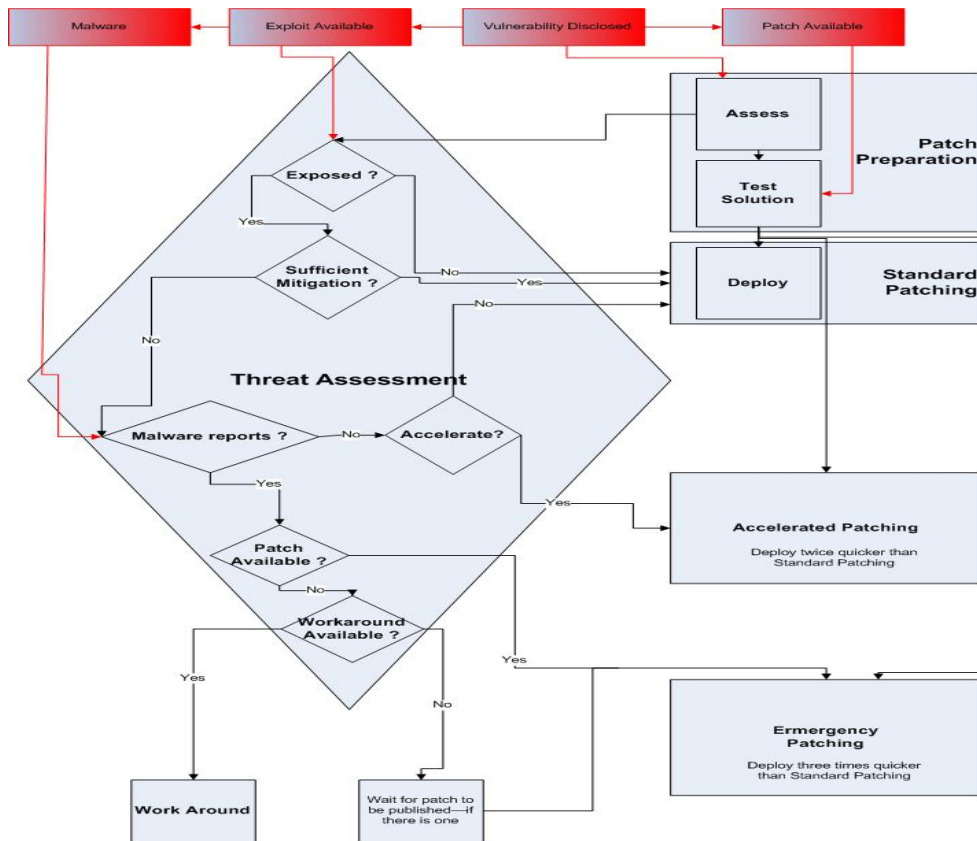 Malware
Exploit Available
Vulnerability Disclosed
Patch Available
Assess
Patch
Preparation
Exposed ?
Test
Solution
Yes
Sufficient
Mitigation ?
No
Yes
Deploy
Standard
Patching
No
No
Threat Assessment
Malware reports ?
No
Accelerate?
Yes
Yes
Accelerated Patching
Deploy twice quicker than
Standard Patching
Patch
Available ?
No
Workaround
Available ?
Yes
Yes
No
Ermergency
Patching
Deploy three times quicker
than Standard Patching
Work Around
Wait for patch to
be published—if
there is one